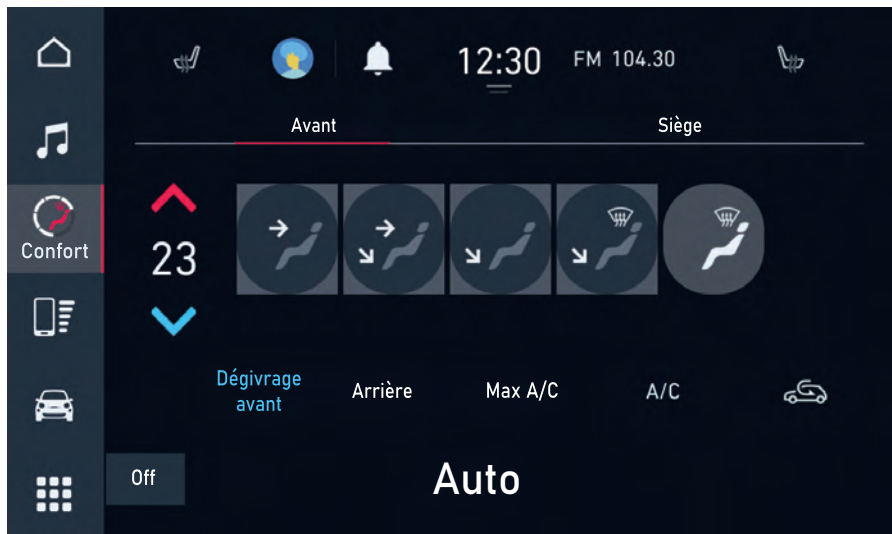 12:30
FM 104.30
Avant
Siège
Confort
23
Dégivrage
avant
Arrière
Max A/C
A/C
Off
Auto